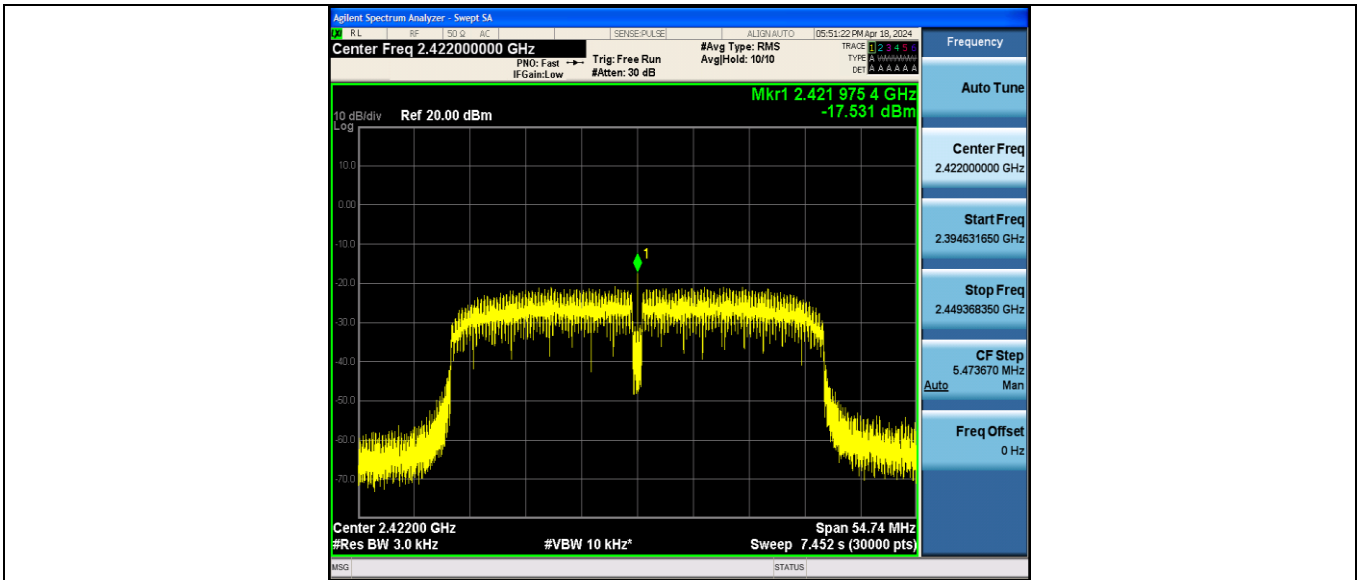 Agilent Spectrum Analyzer - Swept SA
LXI RL RF 50 Ω AC SENSE:PULSE ALIGNAUTO 05:51:22 PM Apr 18, 2024
Center Freq 2.422000000 GHz
PNO: Fast
IFGain:Low
Trig: Free Run
#Atten: 30 dB
#Avg Type: RMS
Avg|Hold: 10/10
TRACE 1 2 3 4 5 6
TYPE A
DET A A A A A A
Mkr1 2.421 975 4 GHz
-17.531 dBm
10 dB/div Ref 20.00 dBm
Log
10.0
0.00
-10.0
-20.0
-30.0
-40.0
-50.0
-60.0
-70.0
1
Center 2.42200 GHz Span 54.74 MHz
#Res BW 3.0 kHz #VBW 10 kHz* Sweep 7.452 s (30000 pts)
MSG STATUS
Frequency
Auto Tune
Center Freq
2.422000000 GHz
Start Freq
2.394631650 GHz
Stop Freq
2.449368350 GHz
CF Step
5.473670 MHz
Auto Man
Freq Offset
0 Hz